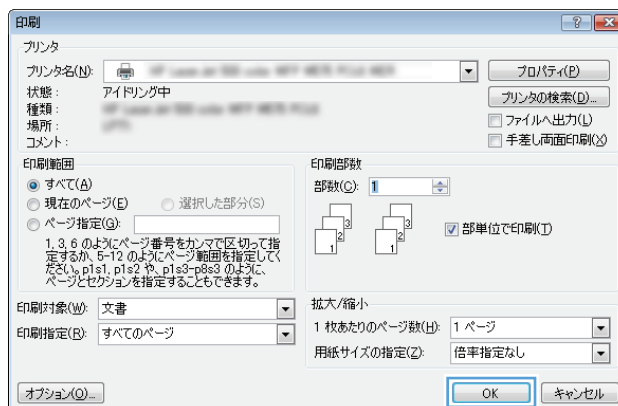 印刷
プリンタ
プリンタ名(N):
プロパティ(P)
状態: アイドリング中
プリンタの検索(D)...
種類:
場所:
ファイルへ出力(L)
コメント:
手差し両面印刷(X)
印刷範囲
すべて(A)
現在のページ(E) 選択した部分(S)
ページ指定(G):
1, 3, 6 のようにページ番号をカンマで区切って指
定するか、5-12 のようにページ範囲を指定してく
ださい。p1s1, p1s2 や、p1s3-p8s3 のように、
ページとセクションを指定することもできます。
印刷部数
部数(C): 1
3 3
2 2
1 1
部単位で印刷(T)
印刷対象(W): 文書
印刷指定(R): すべてのページ
拡大/縮小
1 枚あたりのページ数(H): 1 ページ
用紙サイズの指定(Z): 倍率指定なし
オプション(O)...
OK キャンセル